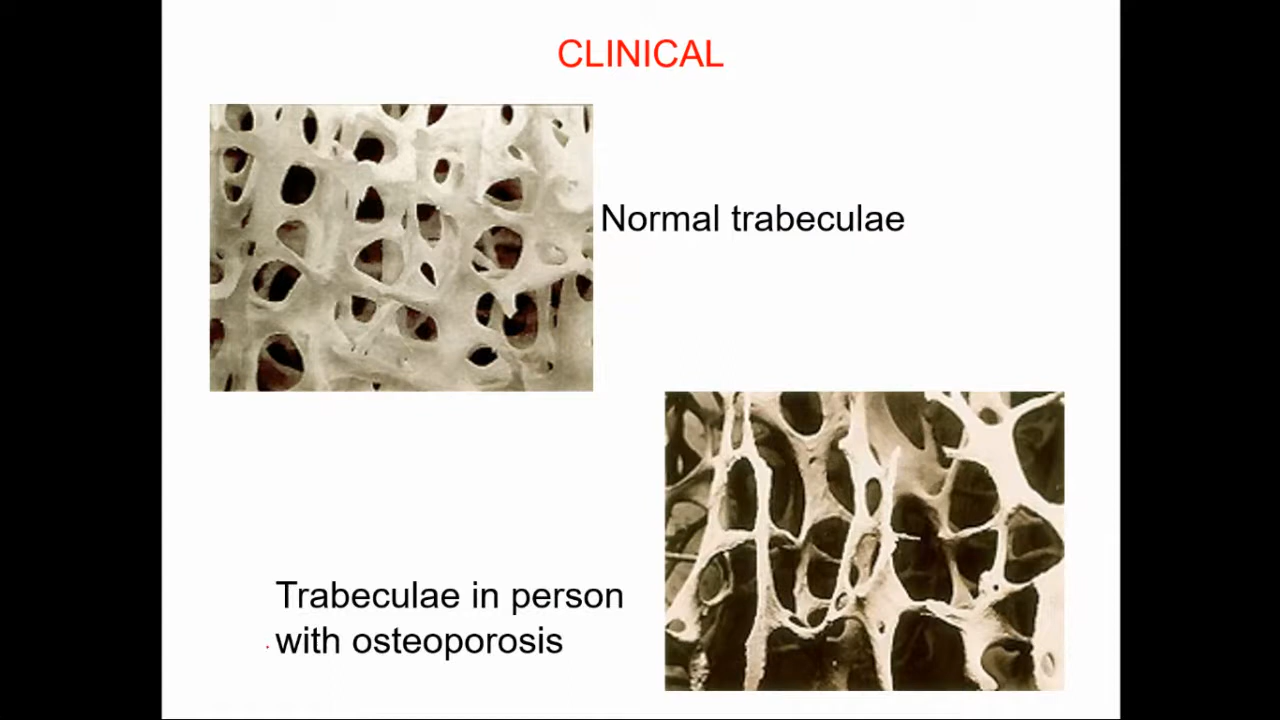 CLINICAL
Normal trabeculae
Trabeculae in person
with osteoporosis